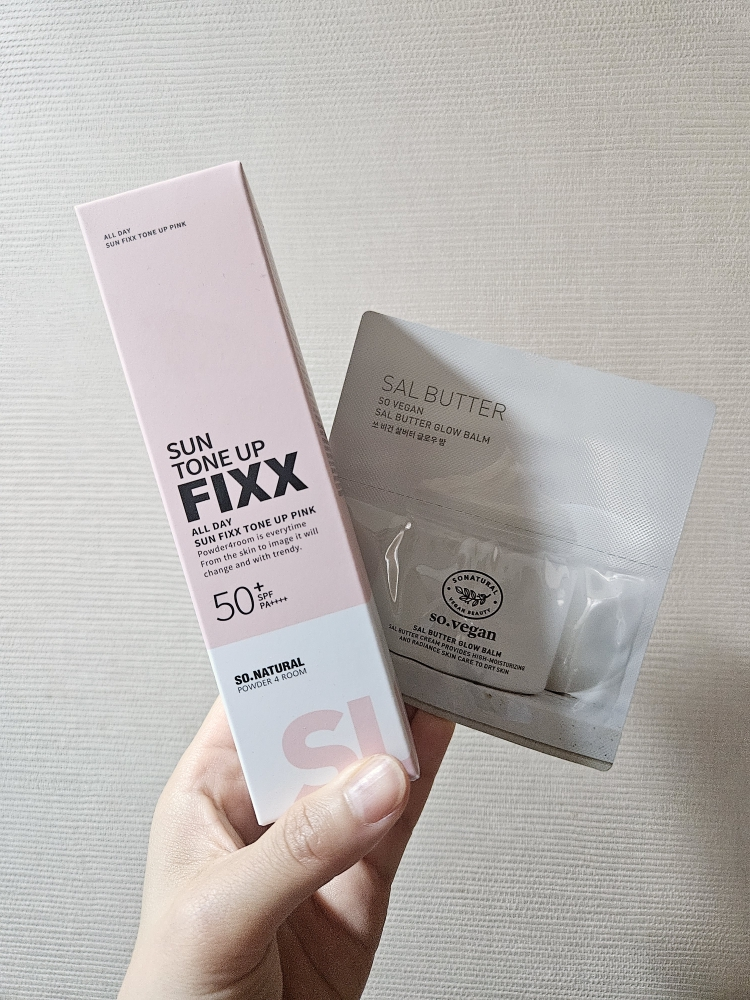 ALL DAY
SUN FIXX TONE UP PINK
SUN
TONE UP
FIXX
ALL DAY
SUN FIXX TONE UP PINK
Powder4room is everytime
From the skin to image it will
change and with trendy.
50+
SPF
PA++++
SO.NATURAL
POWDER 4 ROOM
SAL BUTTER
SO VEGAN
SAL BUTTER GLOW BALM
쏘 비건 살버터 글로우 밤
SONATURAL
VEGAN BEAUTY
so.vegan
SAL BUTTER GLOW BALM
SAL BUTTER CREAM PROVIDES HIGH-MOISTURIZING
AND RADIANCE SKIN CARE TO DRY SKIN